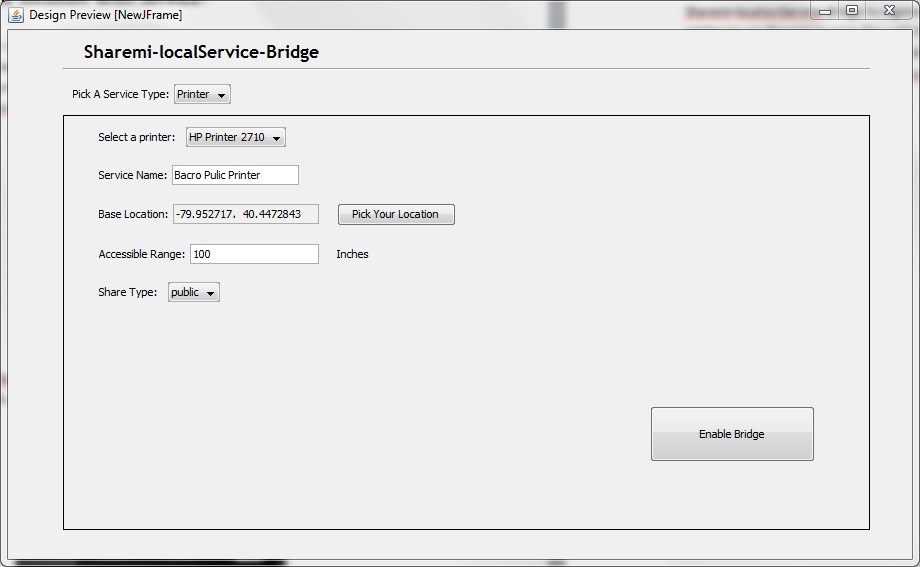 Design Preview [NewJFrame]
Sharemi-localService-Bridge
Pick A Service Type: Printer
Select a printer: HP Printer 2710
Service Name: Bacro Pulic Printer
Base Location: -79.952717, 40.4472843 Pick Your Location
Accessible Range: 100 Inches
Share Type: public
Enable Bridge